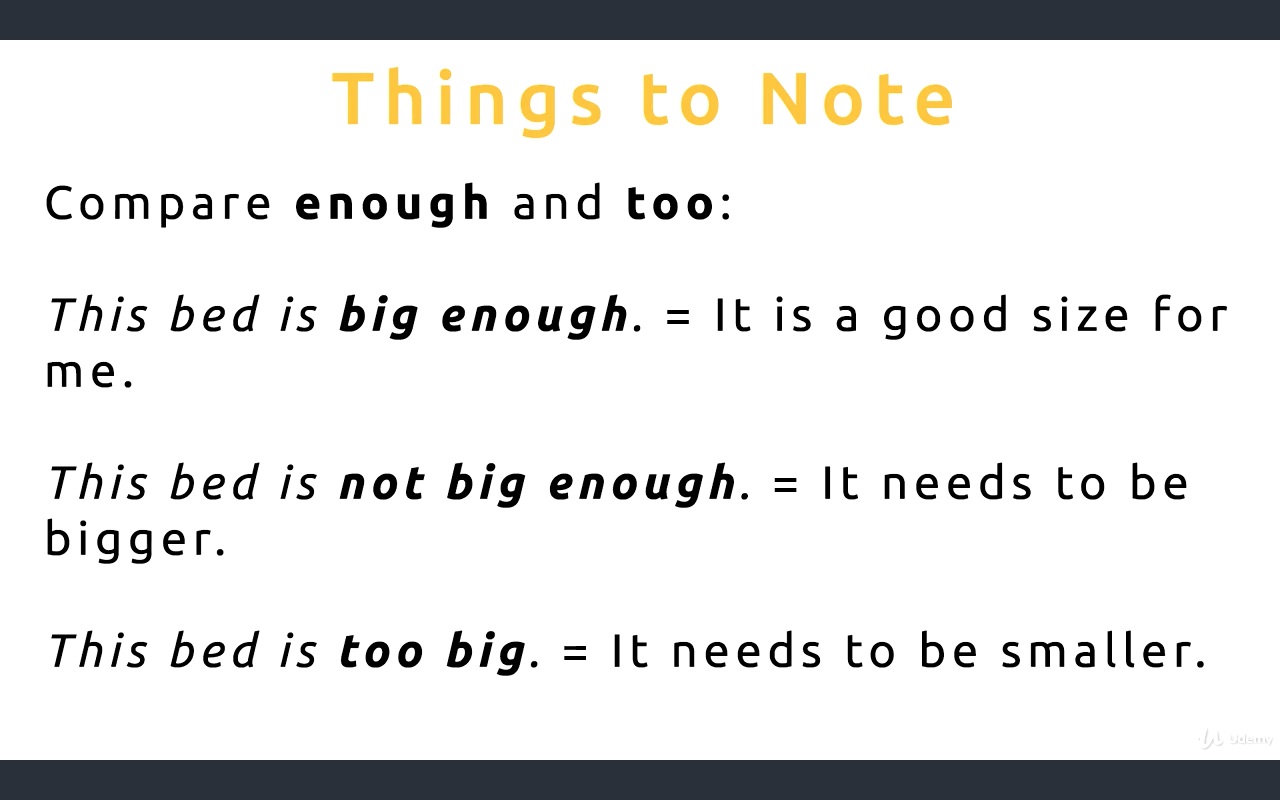 Things to Note
Compare enough and too:
This bed is big enough. = It is a good size for
me.
This bed is not big enough. = It needs to be
bigger.
This bed is too big. = It needs to be smaller.
Udemy